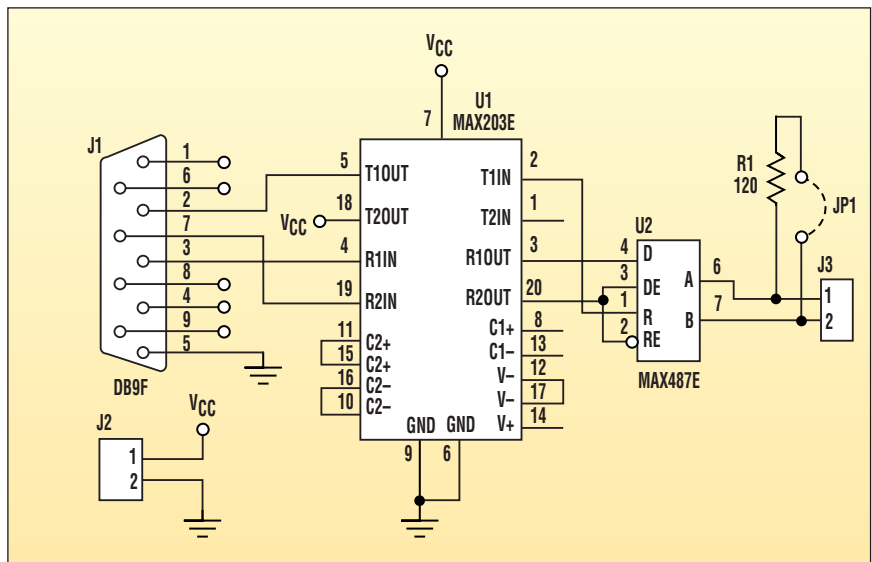 VCC
U1
MAX203E
7
J1
1
6
2
7
3
8
4
9
5
DB9F
5
T1OUT
18
VCC
T2OUT
4
R1IN
19
R2IN
11
C2+
15
C2+
16
C2–
10
C2–
T1IN
2
T2IN
1
R1OUT
3
R2OUT
20
C1+
8
C1–
13
V–
12
V–
17
V+
14
GND GND
9 6
U2
4
D
3
DE
1
R
2
RE
A
6
B
7
MAX487E
R1
120
JP1
J3
1
2
J2
VCC
1
2